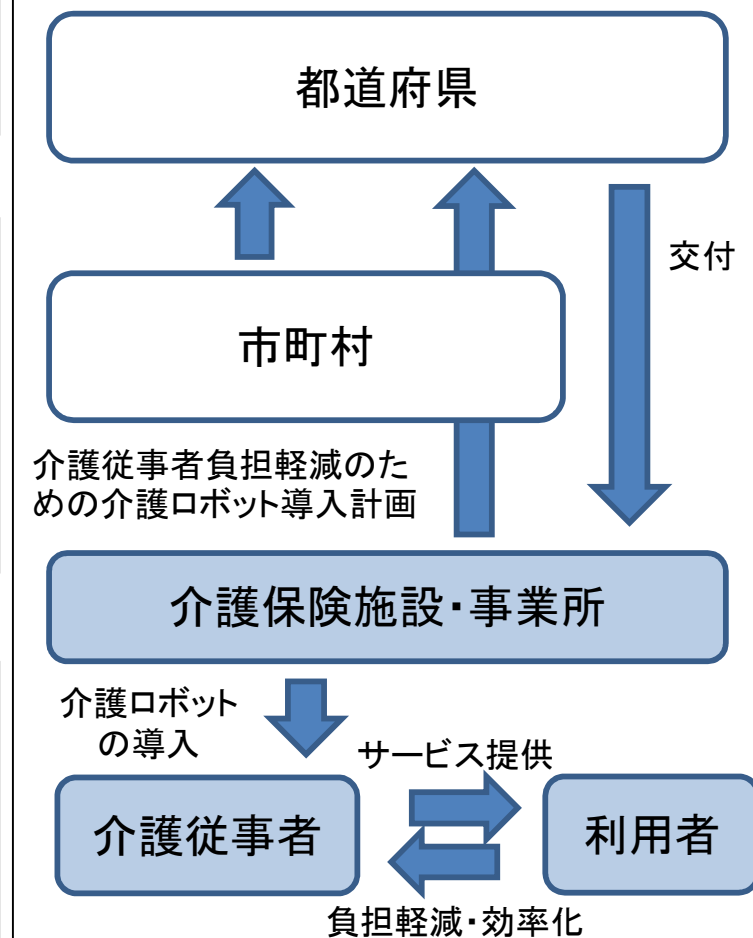 都道府県
交付
市町村
介護従事者負担軽減のた
めの介護ロボット導入計画
介護保険施設・事業所
介護ロボット
の導入
サービス提供
介護従事者
利用者
負担軽減・効率化